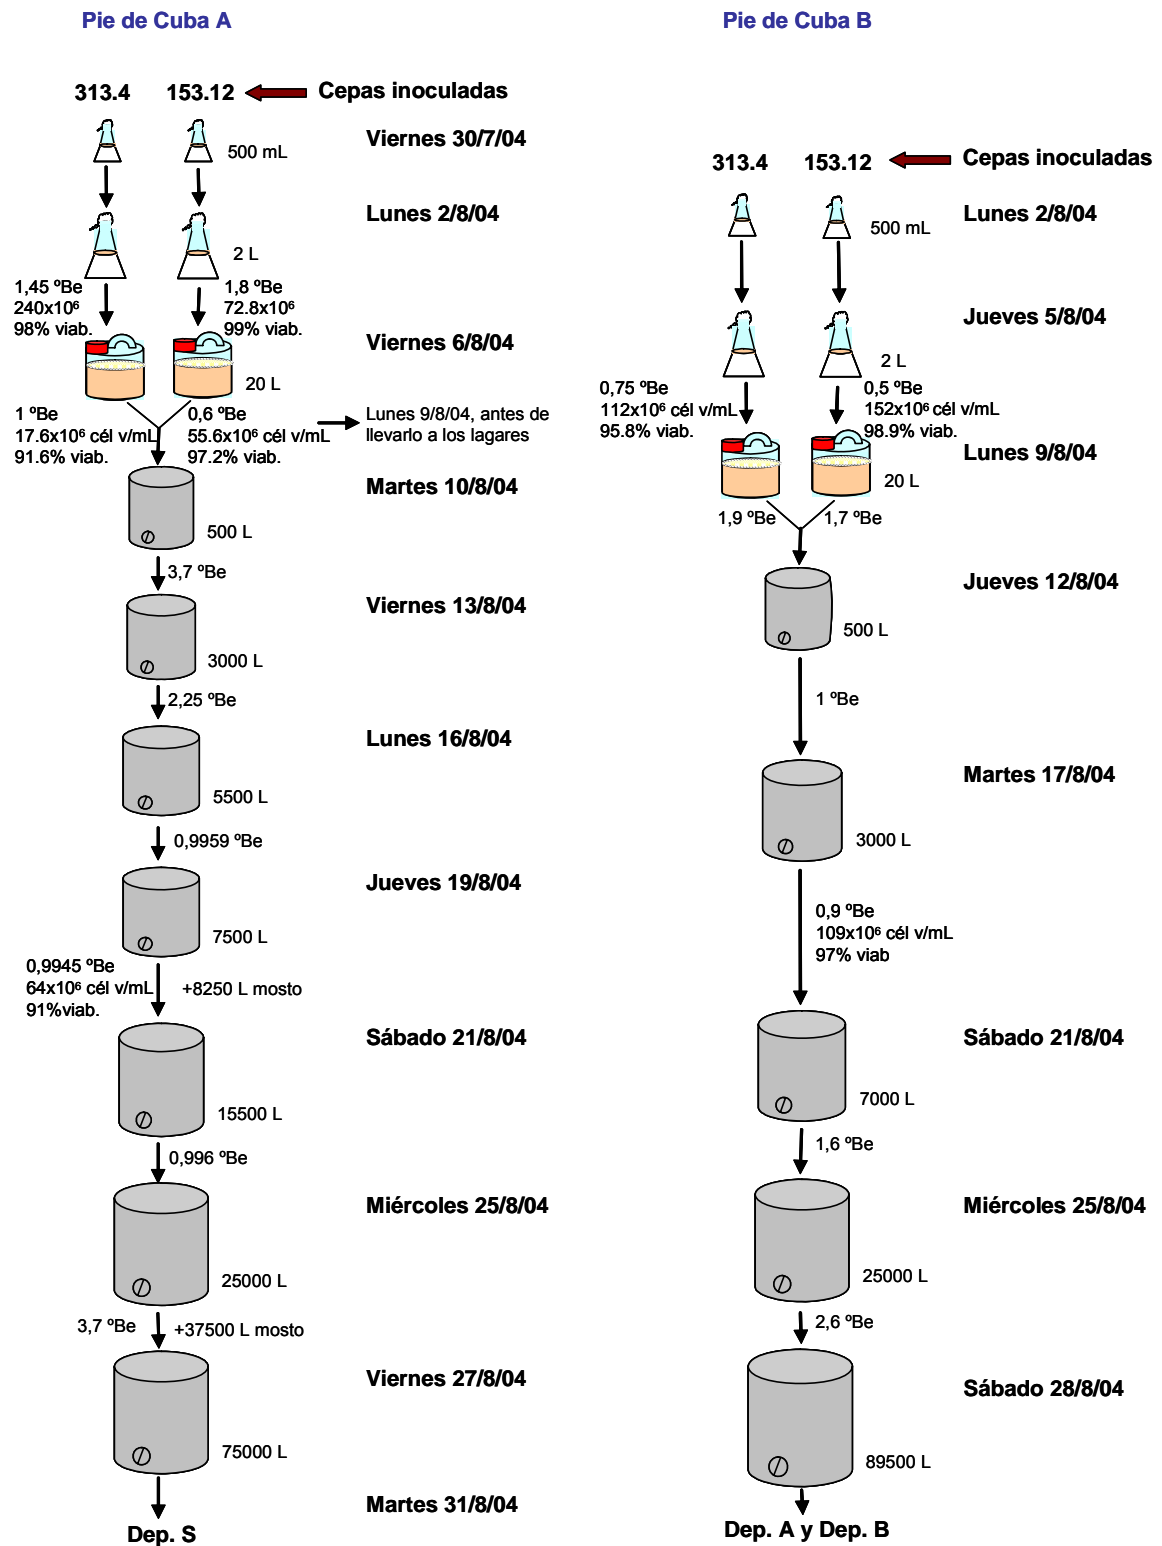 Pie de Cuba A
313.4 153.12 Cepas inoculadas
500 mL
Viernes 30/7/04
2 L
Lunes 2/8/04
1,45 ºBe
240x10⁶
98% viab.
1,8 ºBe
72.8x10⁶
99% viab.
20 L
Viernes 6/8/04
1 ºBe
17.6x10⁶ cél v/mL
91.6% viab.
0,6 ºBe
55.6x10⁶ cél v/mL
97.2% viab.
Lunes 9/8/04, antes de
llevarlo a los lagares
Martes 10/8/04
500 L
3,7 ºBe
Viernes 13/8/04
3000 L
2,25 ºBe
Lunes 16/8/04
5500 L
0,9959 ºBe
Jueves 19/8/04
7500 L
0,9945 ºBe
64x10⁶ cél v/mL
91%viab.
+8250 L mosto
Sábado 21/8/04
15500 L
0,996 ºBe
Miércoles 25/8/04
25000 L
3,7 ºBe
+37500 L mosto
Viernes 27/8/04
75000 L
Martes 31/8/04
Dep. S
Pie de Cuba B
313.4 153.12 Cepas inoculadas
Lunes 2/8/04
500 mL
Jueves 5/8/04
2 L
0,75 ºBe
112x10⁶ cél v/mL
95.8% viab.
0,5 ºBe
152x10⁶ cél v/mL
98.9% viab.
Lunes 9/8/04
20 L
1,9 ºBe
1,7 ºBe
Jueves 12/8/04
500 L
1 ºBe
Martes 17/8/04
3000 L
0,9 ºBe
109x10⁶ cél v/mL
97% viab
Sábado 21/8/04
7000 L
1,6 ºBe
Miércoles 25/8/04
25000 L
2,6 ºBe
Sábado 28/8/04
89500 L
Dep. A y Dep. B